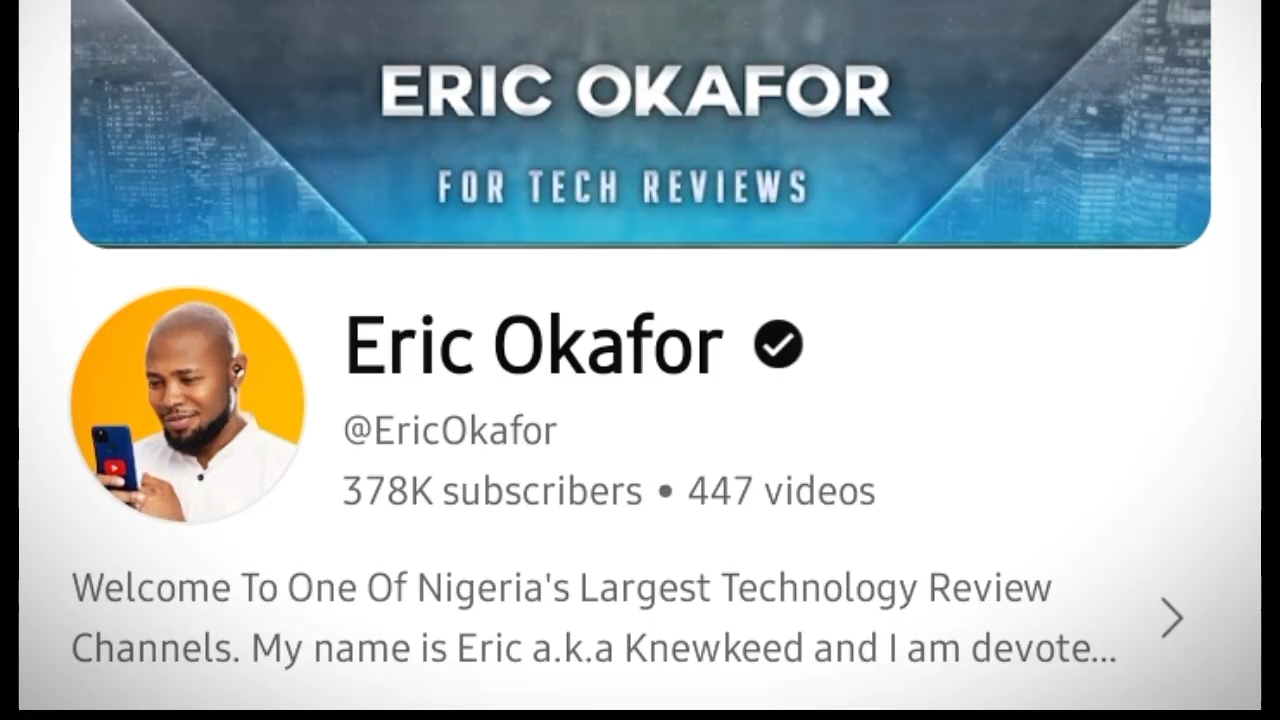 ERIC OKAFOR
FOR TECH REVIEWS
Eric Okafor
@EricOkafor
378K subscribers • 447 videos
Welcome To One Of Nigeria's Largest Technology Review
Channels. My name is Eric a.k.a Knewkeed and I am devote...